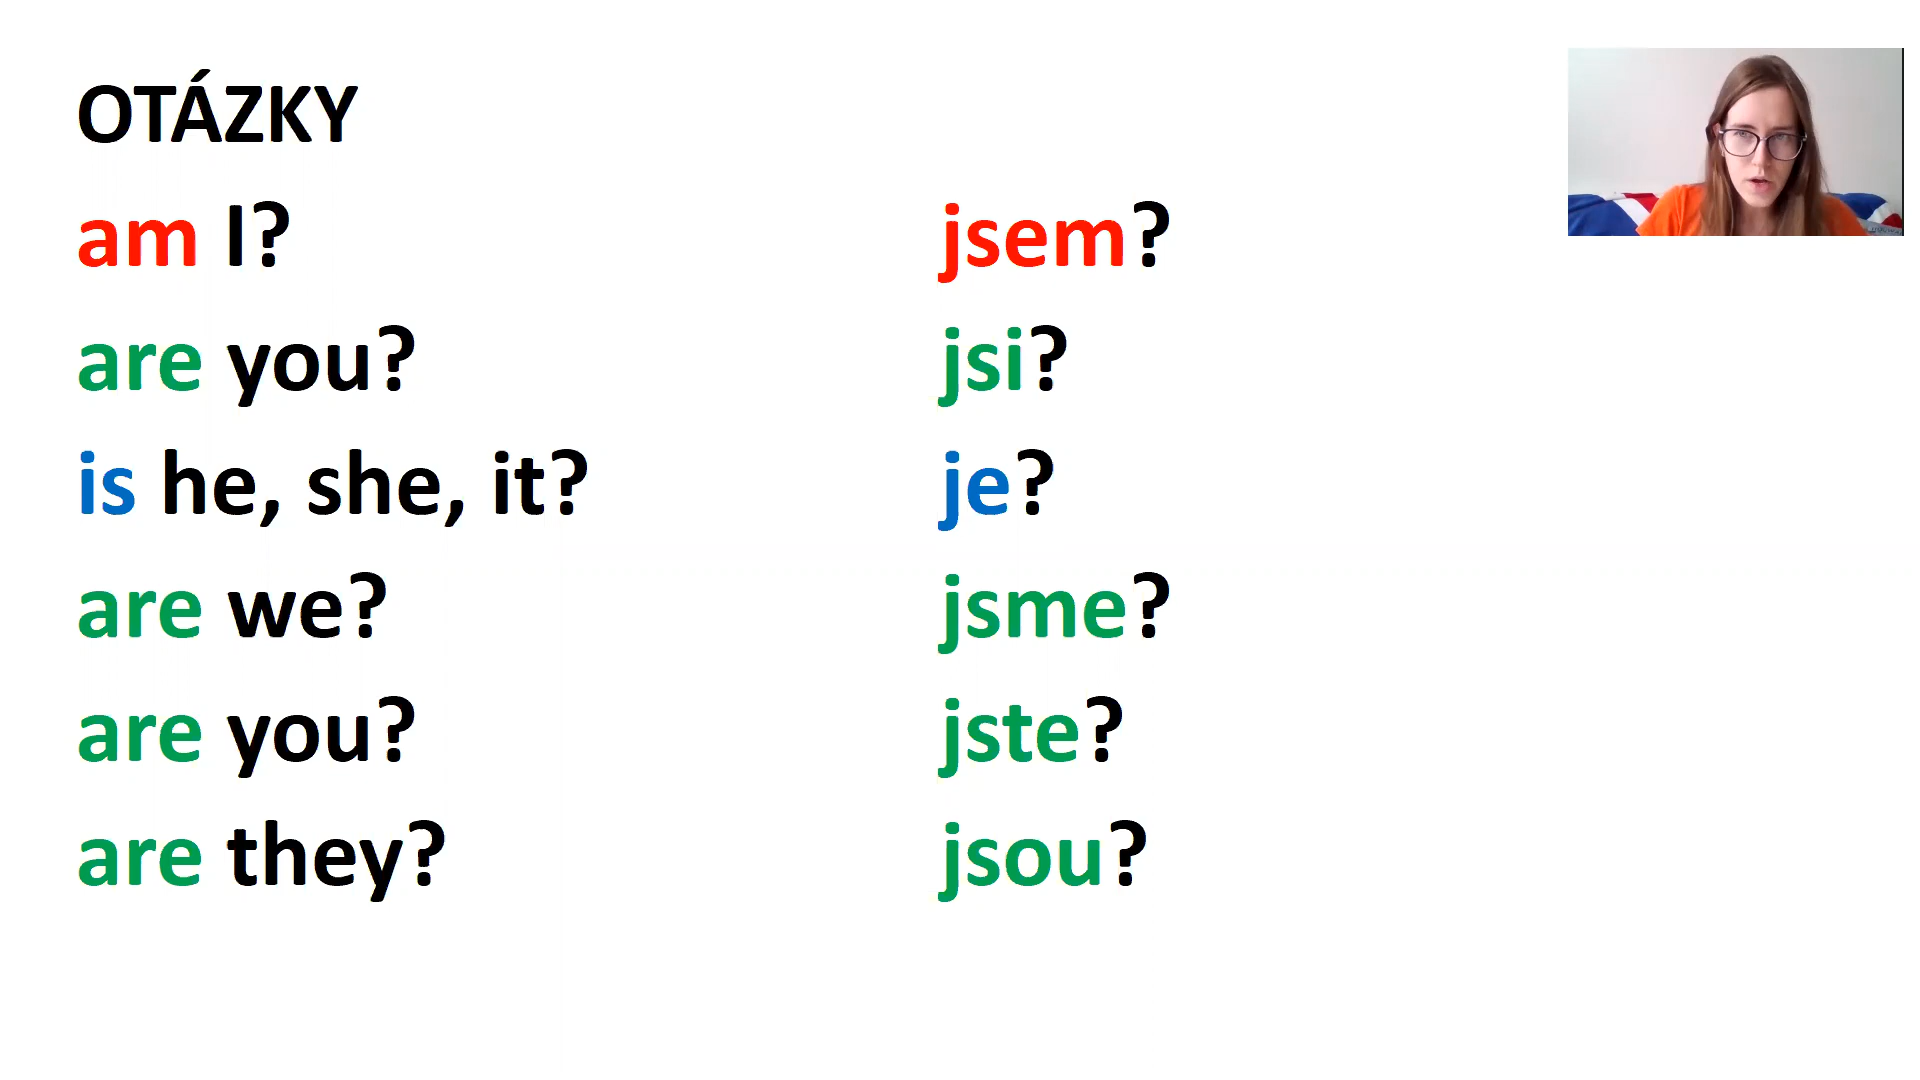 OTÁZKY
am I? jsem?
are you? jsi?
is he, she, it? je?
are we? jsme?
are you? jste?
are they? jsou?